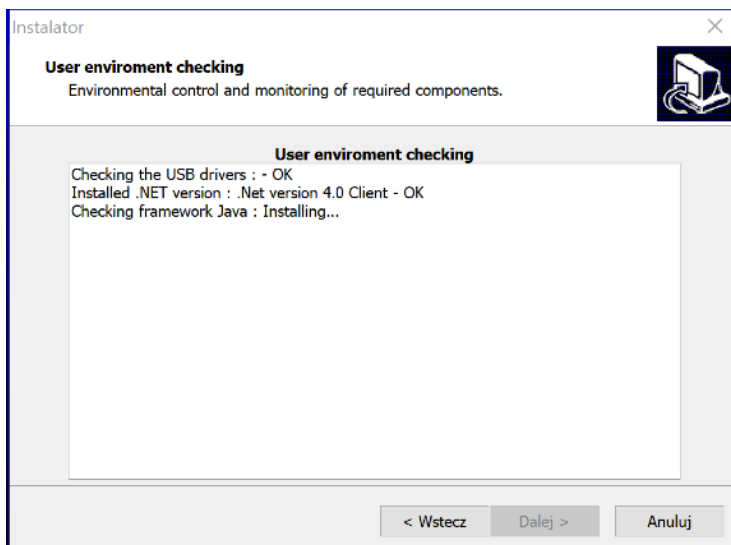 Instalator
User enviroment checking
Environmental control and monitoring of required components.
User enviroment checking
Checking the USB drivers : - OK
Installed .NET version : .Net version 4.0 Client - OK
Checking framework Java : Installing...
< Wstecz
Dalej >
Anuluj